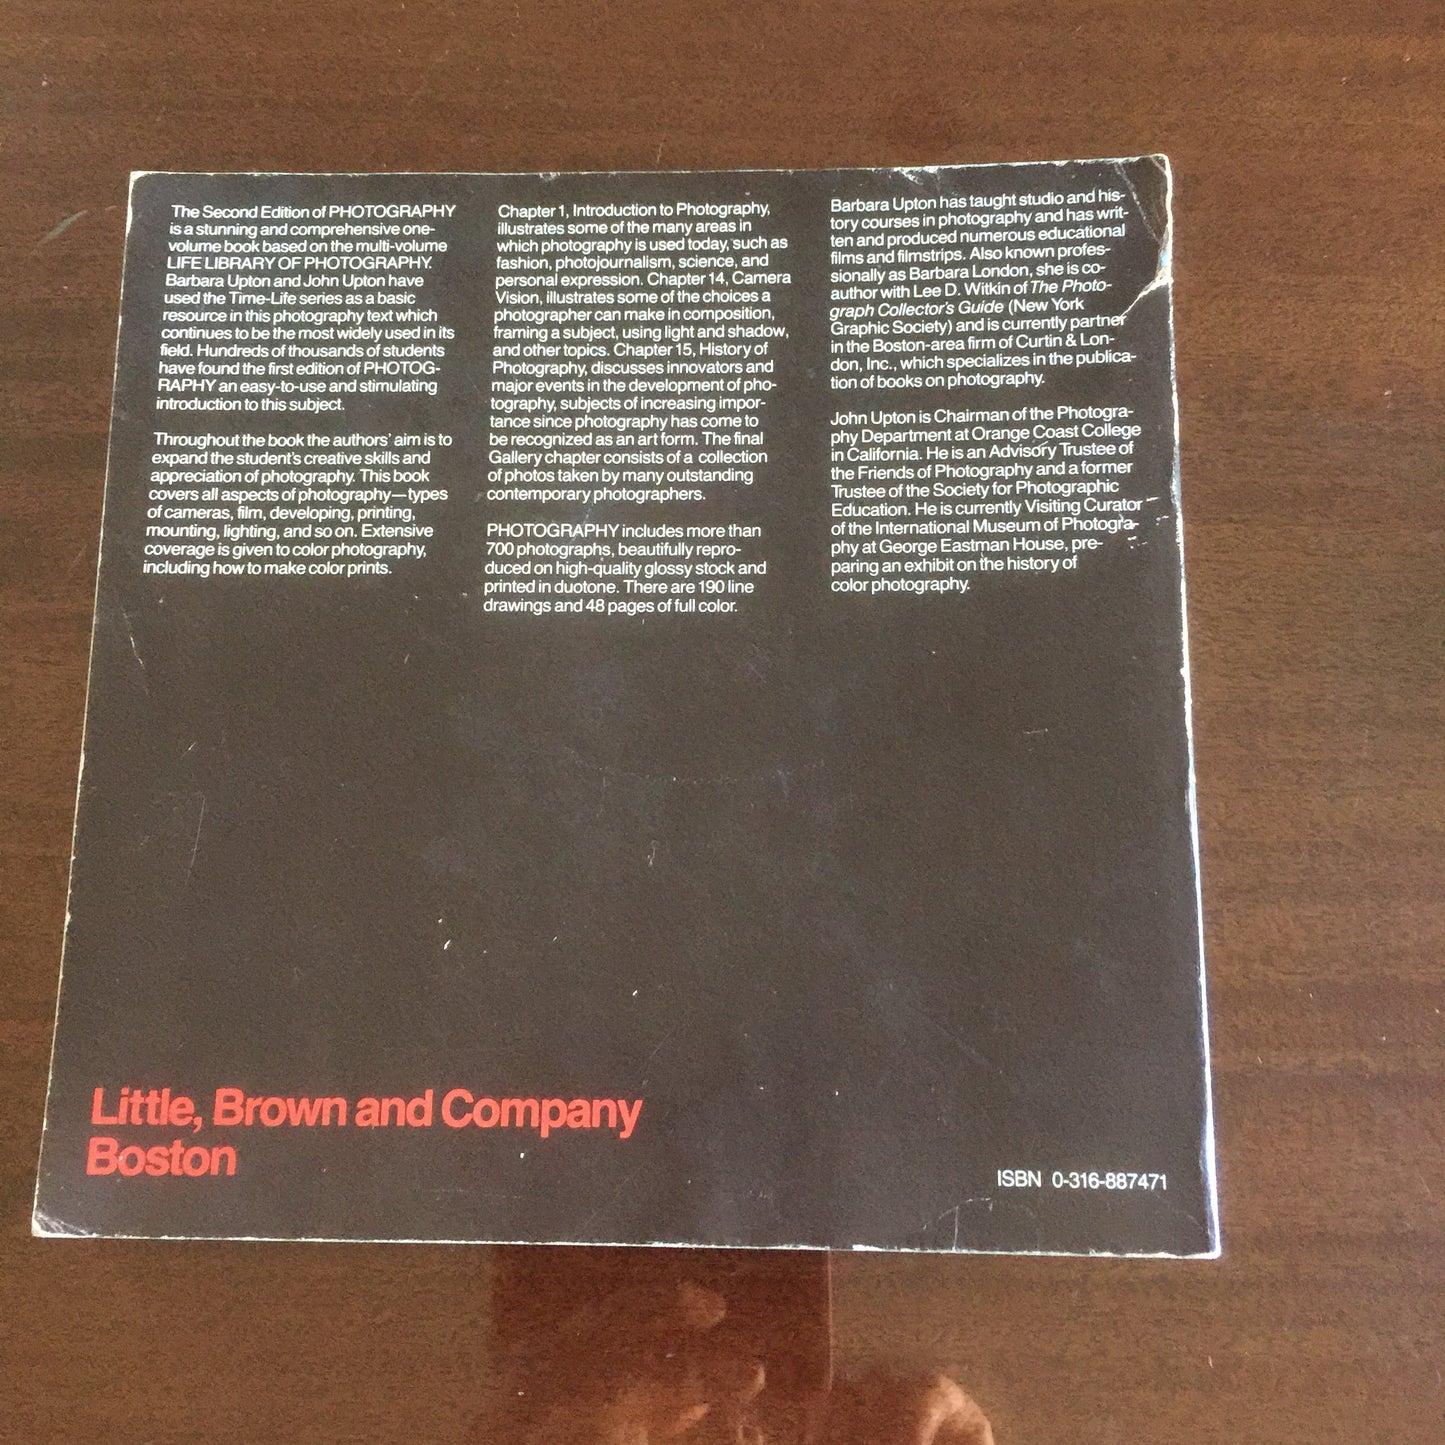 The Second Edition of PHOTOGRAPHY
is a stunning and comprehensive one-
volume book based on the multi-volume
LIFE LIBRARY OF PHOTOGRAPHY.
Barbara Upton and John Upton have
used the Time-Life series as a basic
resource in this photography text which
continues to be the most widely used in its
field. Hundreds of thousands of students
have found the first edition of PHOTOG-
RAPHY an easy-to-use and stimulating
introduction to this subject.
Throughout the book the authors' aim is to
expand the student's creative skills and
appreciation of photography. This book
covers all aspects of photography—types
of cameras, film, developing, printing,
mounting, lighting, and so on. Extensive
coverage is given to color photography,
including how to make color prints.
Chapter 1, Introduction to Photography,
illustrates some of the many areas in
which photography is used today, such as
fashion, photojournalism, science, and
personal expression. Chapter 14, Camera
Vision, illustrates some of the choices a
photographer can make in composition,
framing a subject, using light and shadow,
and other topics. Chapter 15, History of
Photography, discusses innovators and
major events in the development of pho-
tography, subjects of increasing impor-
tance since photography has come to
be recognized as an art form. The final
Gallery chapter consists of a collection
of photos taken by many outstanding
contemporary photographers.
PHOTOGRAPHY includes more than
700 photographs, beautifully repro-
duced on high-quality glossy stock and
printed in duotone. There are 190 line
drawings and 48 pages of full color.
Barbara Upton has taught studio and his-
tory courses in photography and has writ-
ten and produced numerous educational
films and filmstrips. Also known profes-
sionally as Barbara London, she is co-
author with Lee D. Witkin of The Photo-
graph Collector's Guide (New York
Graphic Society) and is currently partner
in the Boston-area firm of Curtin & Lon-
don, Inc., which specializes in the publica-
tion of books on photography.
John Upton is Chairman of the Photogra-
phy Department at Orange Coast College
in California. He is an Advisory Trustee of
the Friends of Photography and a former
Trustee of the Society for Photographic
Education. He is currently Visiting Curator
of the International Museum of Photogra-
phy at George Eastman House, pre-
paring an exhibit on the history of
color photography.
Little, Brown and Company
Boston
ISBN 0-316-887471